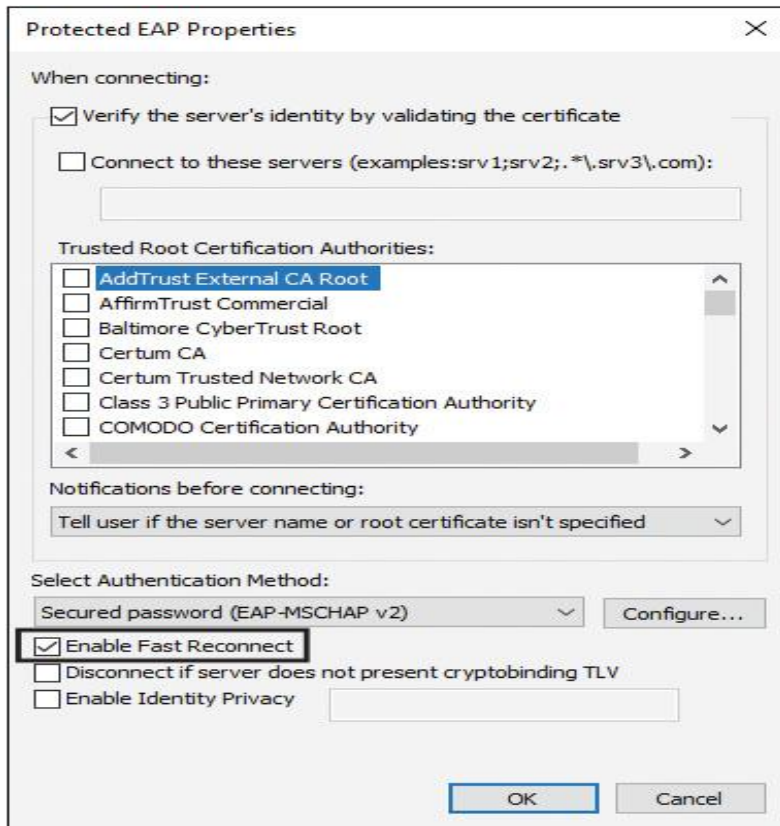 Protected EAP Properties
When connecting:
Verify the server's identity by validating the certificate
Connect to these servers (examples:srv1;srv2;.*\.srv3\.com):
Trusted Root Certification Authorities:
AddTrust External CA Root
AffirmTrust Commercial
Baltimore CyberTrust Root
Certum CA
Certum Trusted Network CA
Class 3 Public Primary Certification Authority
COMODO Certification Authority
Notifications before connecting:
Tell user if the server name or root certificate isn't specified
Select Authentication Method:
Secured password (EAP-MSCHAP v2) Configure...
Enable Fast Reconnect
Disconnect if server does not present cryptobinding TLV
Enable Identity Privacy
OK Cancel